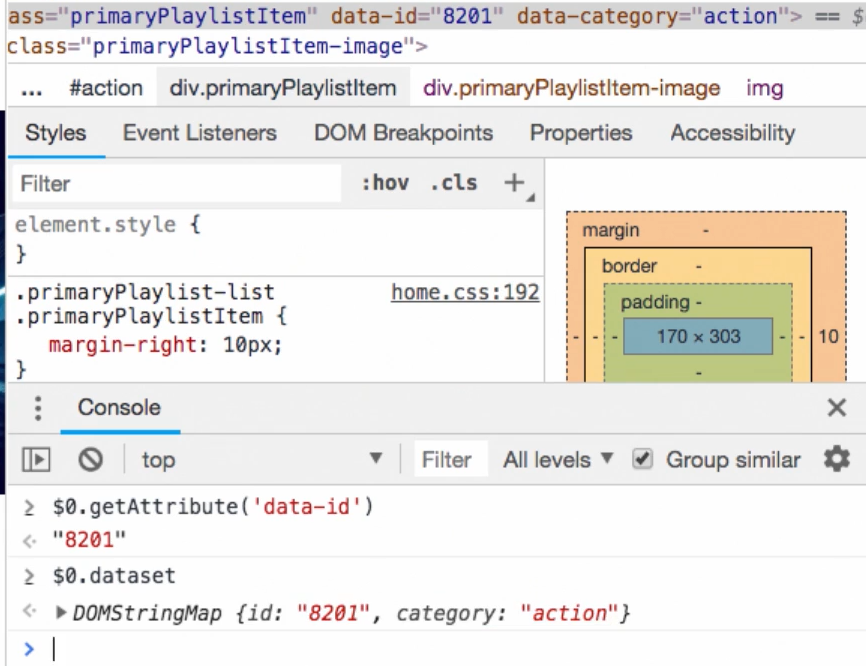 ass="primaryPlaylistItem" data-id="8201" data-category="action"> == $
class="primaryPlaylistItem-image">
... #action div.primaryPlaylistItem div.primaryPlaylistItem-image img
Styles Event Listeners DOM Breakpoints Properties Accessibility
Filter :hov .cls +
element.style {
}
.primaryPlaylist-list home.css:192
.primaryPlaylistItem {
margin-right: 10px;
}
margin -
border -
padding -
- - - 170 × 303 - - 10
-
Console
top Filter All levels Group similar
$0.getAttribute('data-id')
"8201"
$0.dataset
DOMStringMap {id: "8201", category: "action"}